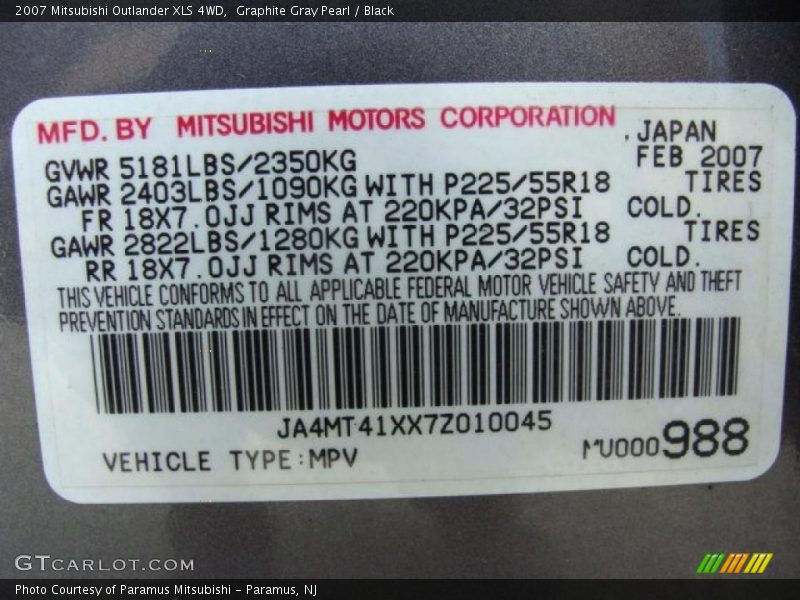 2007 Mitsubishi Outlander XLS 4WD, Graphite Gray Pearl / Black
MFD. BY MITSUBISHI MOTORS CORPORATION
, JAPAN
GVWR 5181LBS/2350KG
FEB 2007
GAWR 2403LBS/1090KG WITH P225/55R18 TIRES
FR 18X7.0JJ RIMS AT 220KPA/32PSI COLD.
GAWR 2822LBS/1280KG WITH P225/55R18 TIRES
RR 18X7.0JJ RIMS AT 220KPA/32PSI COLD.
THIS VEHICLE CONFORMS TO ALL APPLICABLE FEDERAL MOTOR VEHICLE SAFETY AND THEFT
PREVENTION STANDARDS IN EFFECT ON THE DATE OF MANUFACTURE SHOWN ABOVE.
JA4MT41XX7Z010045
VEHICLE TYPE:MPV
MU000988
GTCARLOT.COM
Photo Courtesy of Paramus Mitsubishi - Paramus, NJ